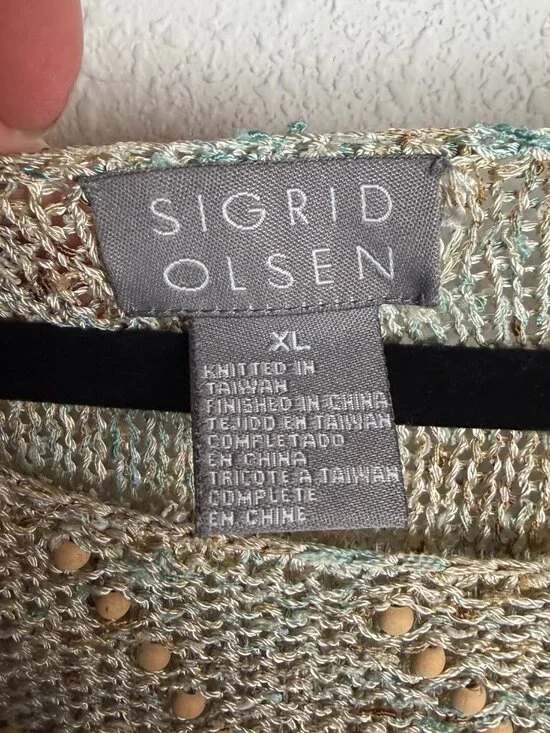 SIGRID
OLSEN
XL
KNITTED IN
TAIWAN
FINISHED IN CHINA
TEJIDO EN TAIWAN
COMPLETADO
EN CHINA
TRICOTE A TAIWAN
COMPLETE
EN CHINE